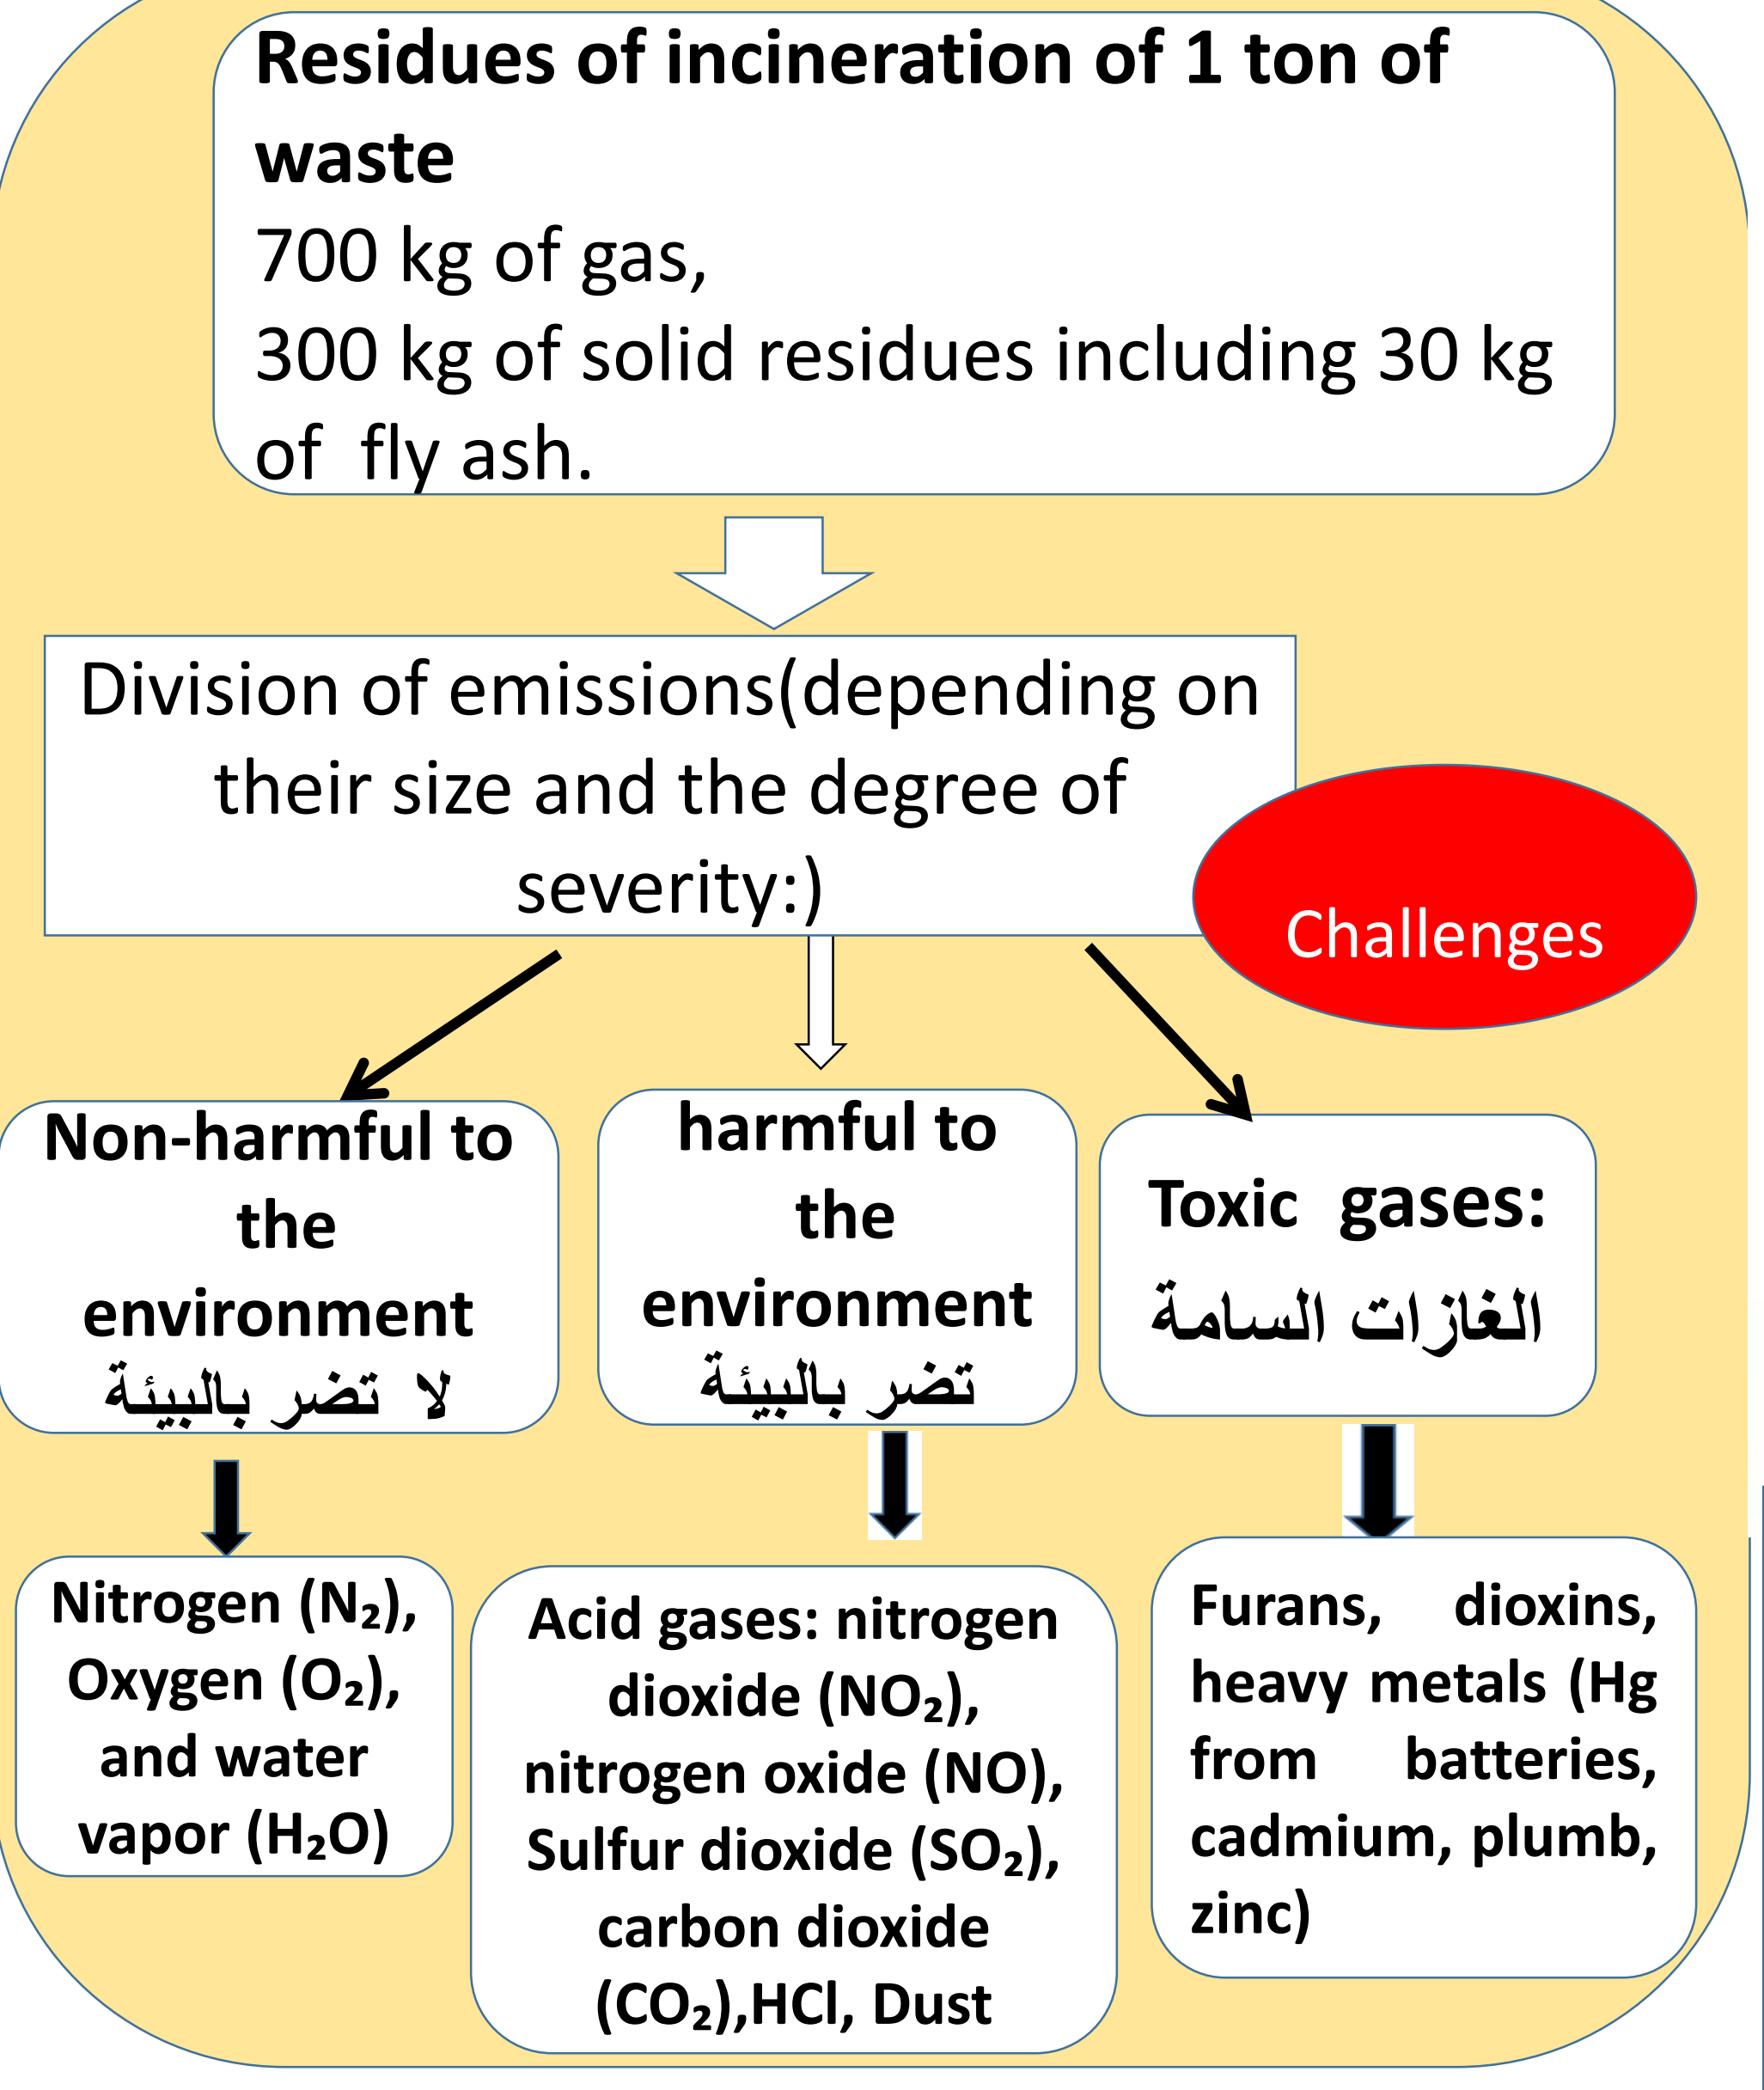 Residues of incineration of 1 ton of
waste
700 kg of gas,
300 kg of solid residues including 30 kg
of fly ash.
Division of emissions(depending on
their size and the degree of
severity:)
Challenges
Non-harmful to
the
environment
لا تضر بالبيئة
harmful to
the
environment
تضر بالبيئة
Toxic gases:
الغازات السامة
Nitrogen (N₂),
Oxygen (O₂),
and water
vapor (H₂O)
Acid gases: nitrogen
dioxide (NO₂),
nitrogen oxide (NO),
Sulfur dioxide (SO₂),
carbon dioxide
(CO₂),HCl, Dust
Furans, dioxins,
heavy metals (Hg
from batteries,
cadmium, plumb,
zinc)